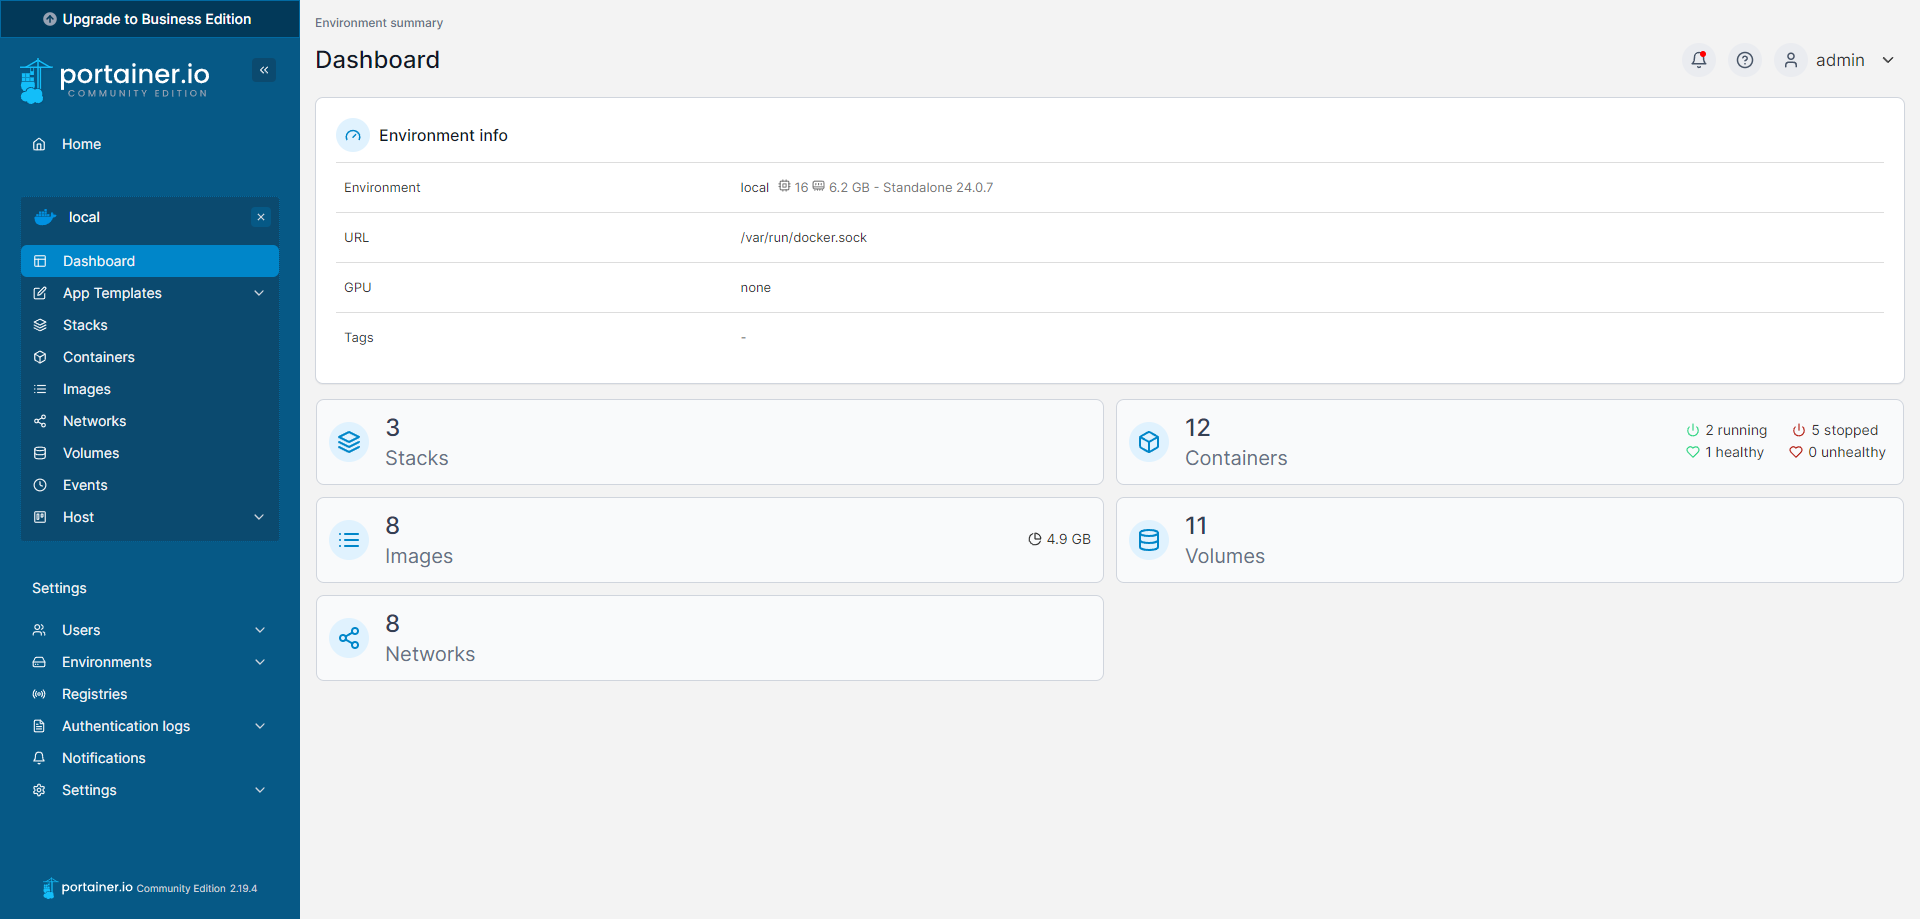 Upgrade to Business Edition
portainer.io
COMMUNITY EDITION
Home
local
Dashboard
App Templates
Stacks
Containers
Images
Networks
Volumes
Events
Host
Settings
Users
Environments
Registries
Authentication logs
Notifications
Settings
portainer.io Community Edition 2.19.4
Environment summary
Dashboard
admin
Environment info
Environment local 16 6.2 GB - Standalone 24.0.7
URL /var/run/docker.sock
GPU none
Tags -
3
Stacks
12
Containers
2 running 5 stopped
1 healthy 0 unhealthy
8
Images
4.9 GB
11
Volumes
8
Networks